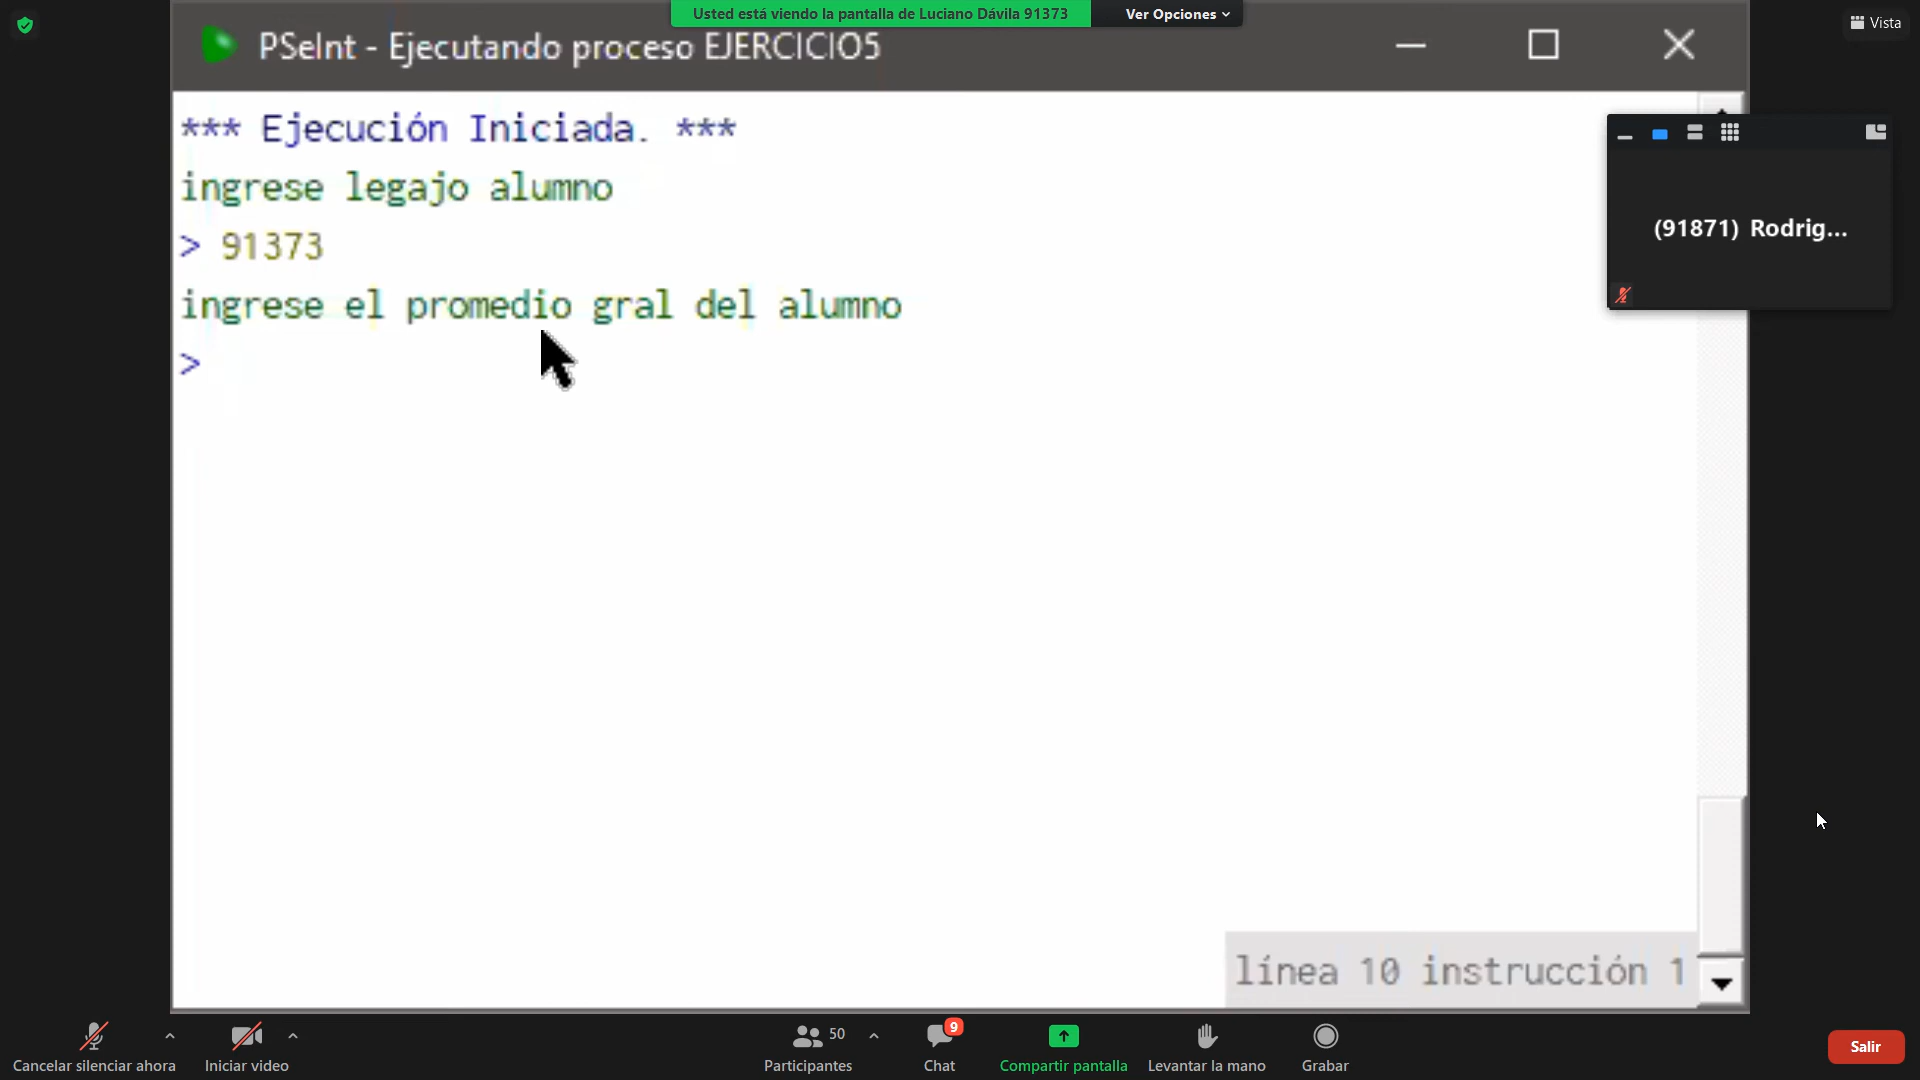 Usted está viendo la pantalla de Luciano Dávila 91373
Ver Opciones
Vista
PSeInt - Ejecutando proceso EJERCICIO5
*** Ejecución Iniciada. ***
ingrese legajo alumno
> 91373
ingrese el promedio gral del alumno
>
(91871) Rodrig...
línea 10 instrucción 1
Cancelar silenciar ahora
Iniciar video
Participantes
50
Chat
9
Compartir pantalla
Levantar la mano
Grabar
Salir